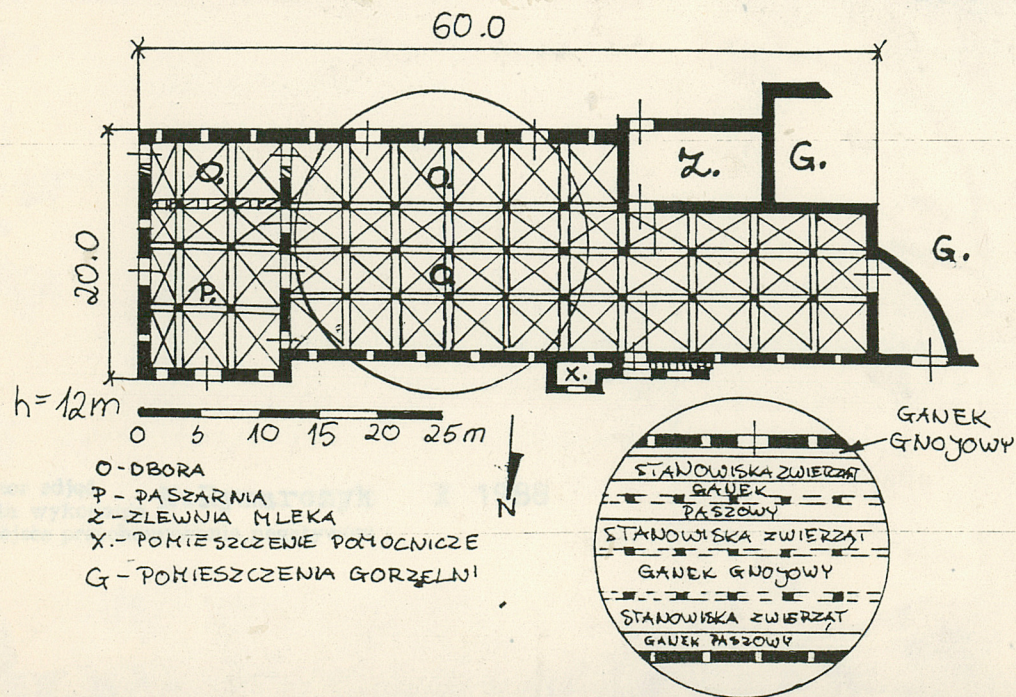 60.0
20.0
O.
O.
O.
P.
Z.
G.
G.
X.
h=12m
0 5 10 15 20 25m
N
O-OBORA
P - PASZARNIA
Z - ZLEWNIA MLEKA
X.- POMIESZCZENIE POMOCNICZE
G - POMIESZCZENIA GORZELNI
GANEK
GNOJOWY
STANOWISKA ZWIERZĄT
GANEK
PASZOWY
STANOWISKA ZWIERZĄT
GANEK GNOJOWY
STANOWISKA ZWIERZĄT
GANEK PASZOWY